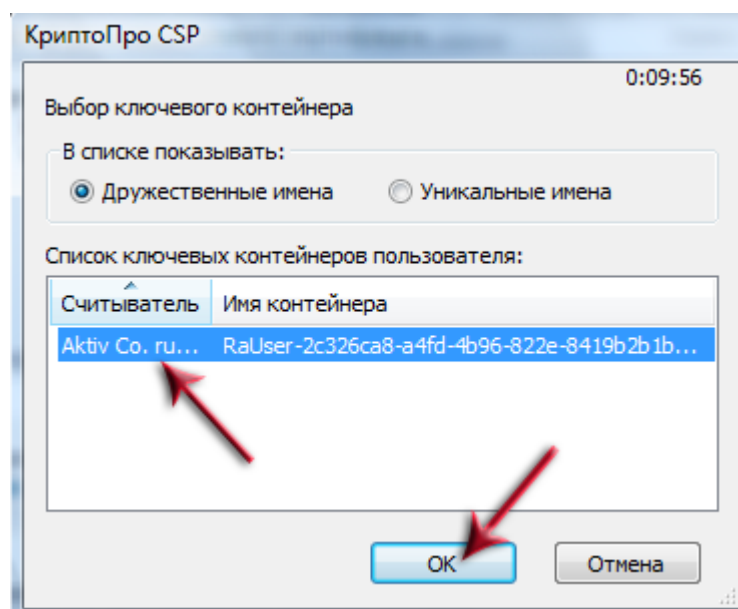 КриптоПро CSP
0:09:56
Выбор ключевого контейнера
В списке показывать:
Дружественные имена Уникальные имена
Список ключевых контейнеров пользователя:
Считыватель Имя контейнера
Aktiv Co. ru... RaUser-2c326ca8-a4fd-4b96-822e-8419b2b1b...
ОК Отмена